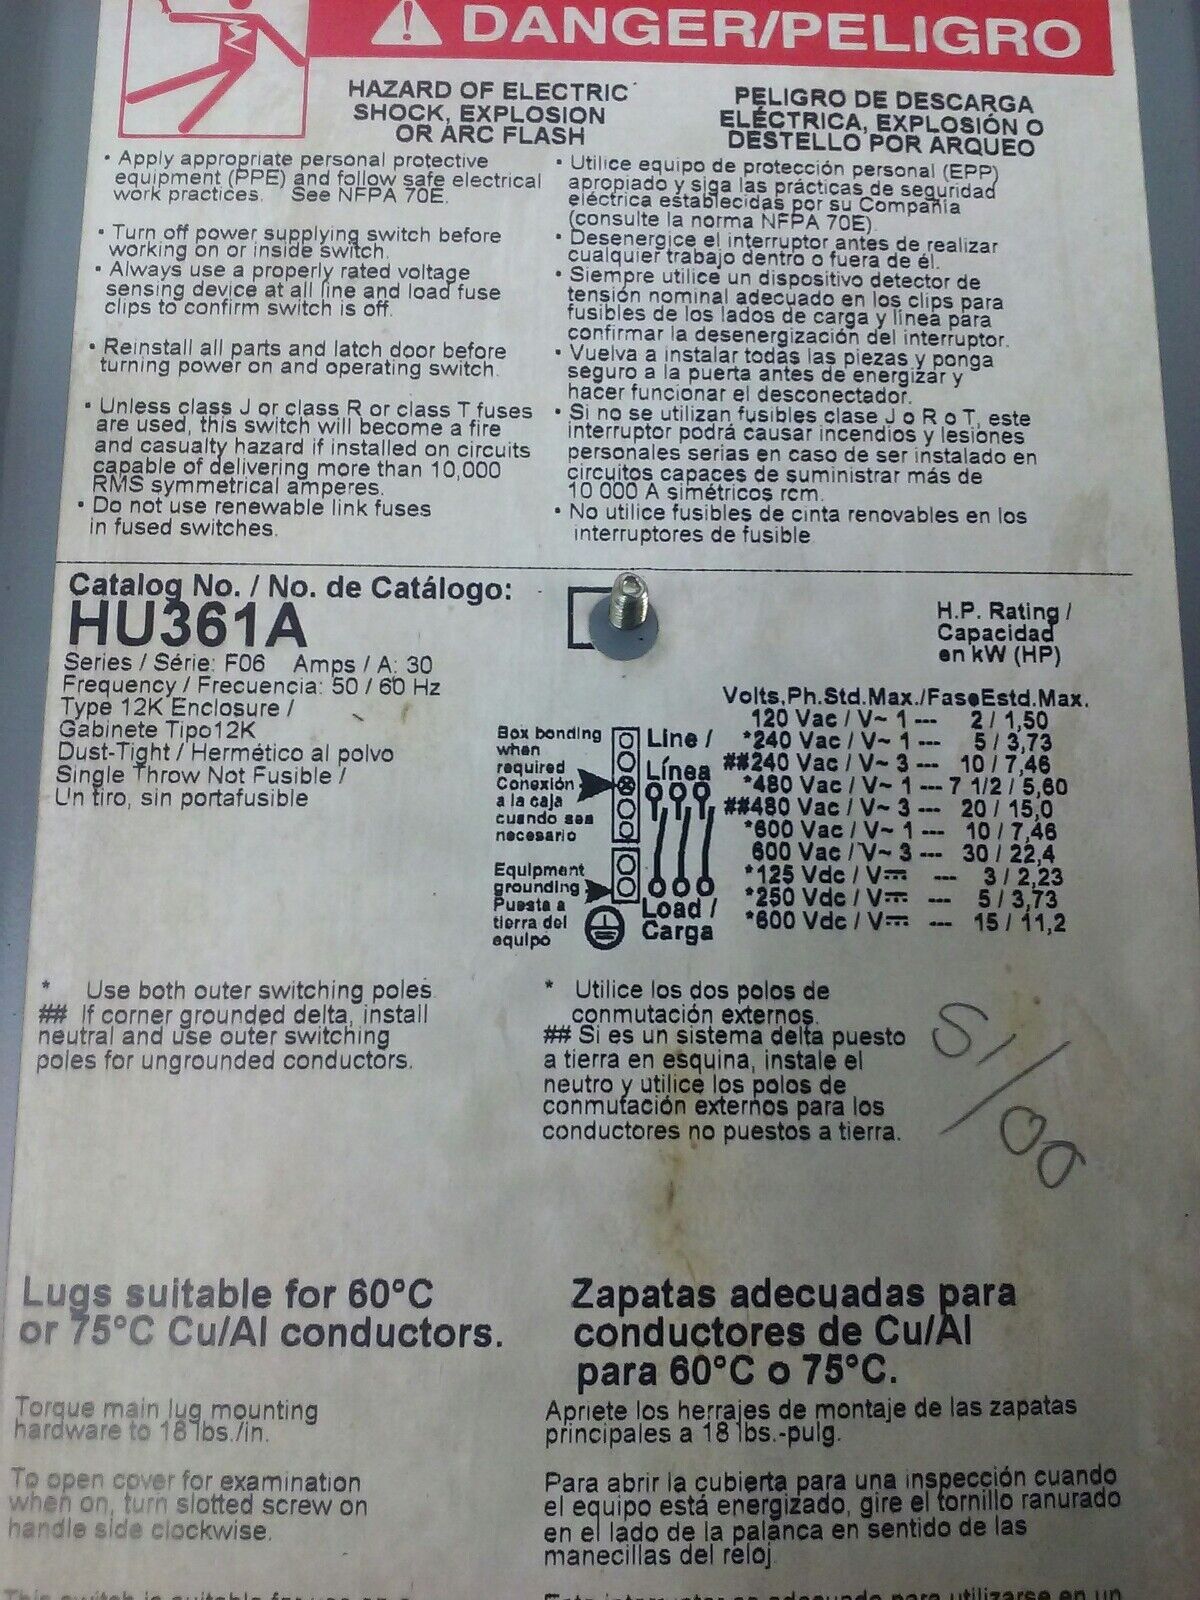 DANGER/PELIGRO
HAZARD OF ELECTRIC
SHOCK, EXPLOSION
OR ARC FLASH
• Apply appropriate personal protective
equipment (PPE) and follow safe electrical
work practices. See NFPA 70E.
• Turn off power supplying switch before
working on or inside switch.
• Always use a properly rated voltage
sensing device at all line and load fuse
clips to confirm switch is off.
• Reinstall all parts and latch door before
turning power on and operating switch.
• Unless class J or class R or class T fuses
are used, this switch will become a fire
and casualty hazard if installed on circuits
capable of delivering more than 10,000
RMS symmetrical amperes.
• Do not use renewable link fuses
in fused switches.
PELIGRO DE DESCARGA
ELÉCTRICA, EXPLOSIÓN O
DESTELLO POR ARQUEO
• Utilice equipo de protección personal (EPP)
apropiado y siga las prácticas de seguridad
eléctrica establecidas por su Compañía
(consulte la norma NFPA 70E).
• Desenergice el interruptor antes de realizar
cualquier trabajo dentro o fuera de él.
• Siempre utilice un dispositivo detector de
tensión nominal adecuado en los clips para
fusibles de los lados de carga y línea para
confirmar la desenergización del interruptor.
• Vuelva a instalar todas las piezas y ponga
seguro a la puerta antes de energizar y
hacer funcionar el desconectador.
• Si no se utilizan fusibles clase J o R o T, este
interruptor podrá causar incendios y lesiones
personales serias en caso de ser instalado en
circuitos capaces de suministrar más de
10 000 A simétricos rcm.
• No utilice fusibles de cinta renovables en los
interruptores de fusible
Catalog No. / No. de Catálogo:
HU361A
Series / Série: F06 Amps / A: 30
Frequency / Frecuencia: 50 / 60 Hz
Type 12K Enclosure /
Gabinete Tipo12K
Dust-Tight / Hermético al polvo
Single Throw Not Fusible /
Un tiro, sin portafusible
Box bonding
when
required
Conexión
a la caja
cuando sea
necesario
Equipment
grounding
Puesta a
tierra del
equipo
Line /
Línea
Load /
Carga
H.P. Rating /
Capacidad
en kW (HP)
Volts,Ph.Std.Max./FaseEstd.Max.
120 Vac / V~ 1 --- 2 / 1,50
*240 Vac / V~ 1 --- 5 / 3,73
##240 Vac / V~ 3 --- 10 / 7,46
*480 Vac / V~ 1 --- 7 1/2 / 5,60
##480 Vac / V~ 3 --- 20 / 15,0
*600 Vac / V~ 1 --- 10 / 7,46
600 Vac / V~ 3 --- 30 / 22,4
*125 Vdc / V⎓ --- 3 / 2,23
*250 Vdc / V⎓ --- 5 / 3,73
*600 Vdc / V⎓ --- 15 / 11,2
* Use both outer switching poles.
## If corner grounded delta, install
neutral and use outer switching
poles for ungrounded conductors.
* Utilice los dos polos de
conmutación externos.
## Si es un sistema delta puesto
a tierra en esquina, instale el
neutro y utilice los polos de
conmutación externos para los
conductores no puestos a tierra.
Lugs suitable for 60°C
or 75°C Cu/Al conductors.
Torque main lug mounting
hardware to 18 lbs./in.
To open cover for examination
when on, turn slotted screw on
handle side clockwise.
This switch is suitable for use on a
Zapatas adecuadas para
conductores de Cu/Al
para 60°C o 75°C.
Apriete los herrajes de montaje de las zapatas
principales a 18 lbs.-pulg.
Para abrir la cubierta para una inspección cuando
el equipo está energizado, gire el tornillo ranurado
en el lado de la palanca en sentido de las
manecillas del reloj.
Este interruptor es adecuado para utilizarse en un